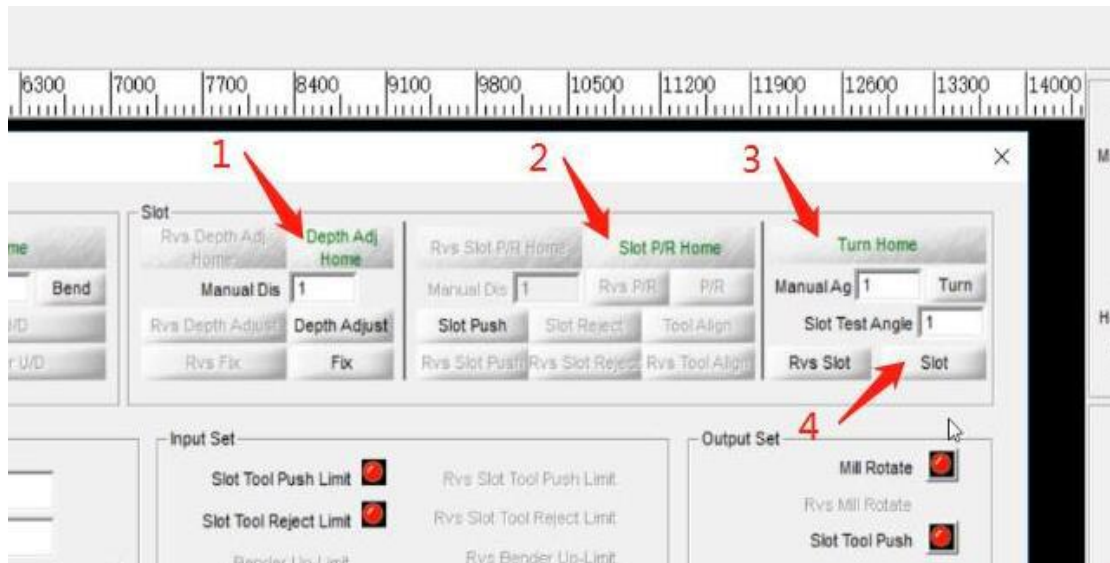 6300 7000 7700 8400 9100 9800 10500 11200 11900 12600 13300 14000
1 2 3
M
Slot
me
Rvs Depth Adj Home
Depth Adj Home
Rvs Slot P/R Home
Slot P/R Home
Turn Home
Bend
Manual Dis 1
Manual Dis 1
Rvs P/R
P/R
Manual Ag 1
Turn
/D
Rvs Depth Adjust
Depth Adjust
Slot Push
Slot Reject
Tool Align
Slot Test Angle 1
H
r U/D
Rvs Fix
Fix
Rvs Slot Push
Rvs Slot Reject
Rvs Tool Align
Rvs Slot
Slot
4
Input Set
Output Set
Slot Tool Push Limit
Rvs Slot Tool Push Limit
Mill Rotate
Rvs Mill Rotate
Slot Tool Reject Limit
Rvs Slot Tool Reject Limit
Slot Tool Push
Bender Up-Limit
Rvs Bender Up-Limit